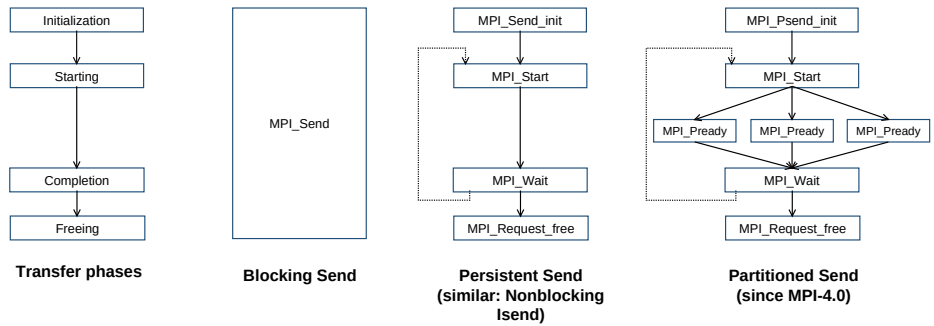 Initialization
Starting
Completion
Freeing
Transfer phases
MPI_Send
Blocking Send
MPI_Send_init
MPI_Start
MPI_Wait
MPI_Request_free
Persistent Send
(similar: Nonblocking
Isend)
MPI_Psend_init
MPI_Start
MPI_Pready
MPI_Pready
MPI_Pready
MPI_Wait
MPI_Request_free
Partitioned Send
(since MPI-4.0)